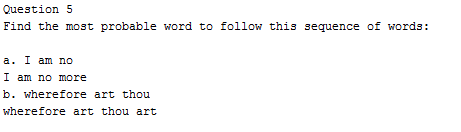 Question 5
Find the most probable word to follow this sequence of words:
a. I am no
I am no more
b. wherefore art thou
wherefore art thou art